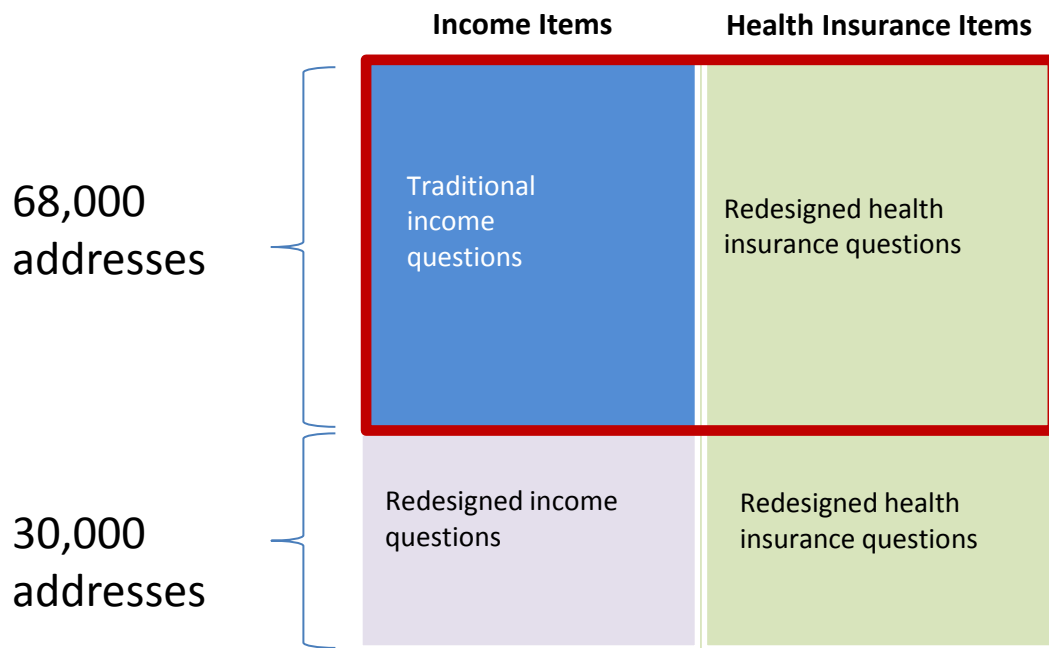 Income Items
Health Insurance Items
68,000
addresses
Traditional
income
questions
Redesigned health
insurance questions
30,000
addresses
Redesigned income
questions
Redesigned health
insurance questions